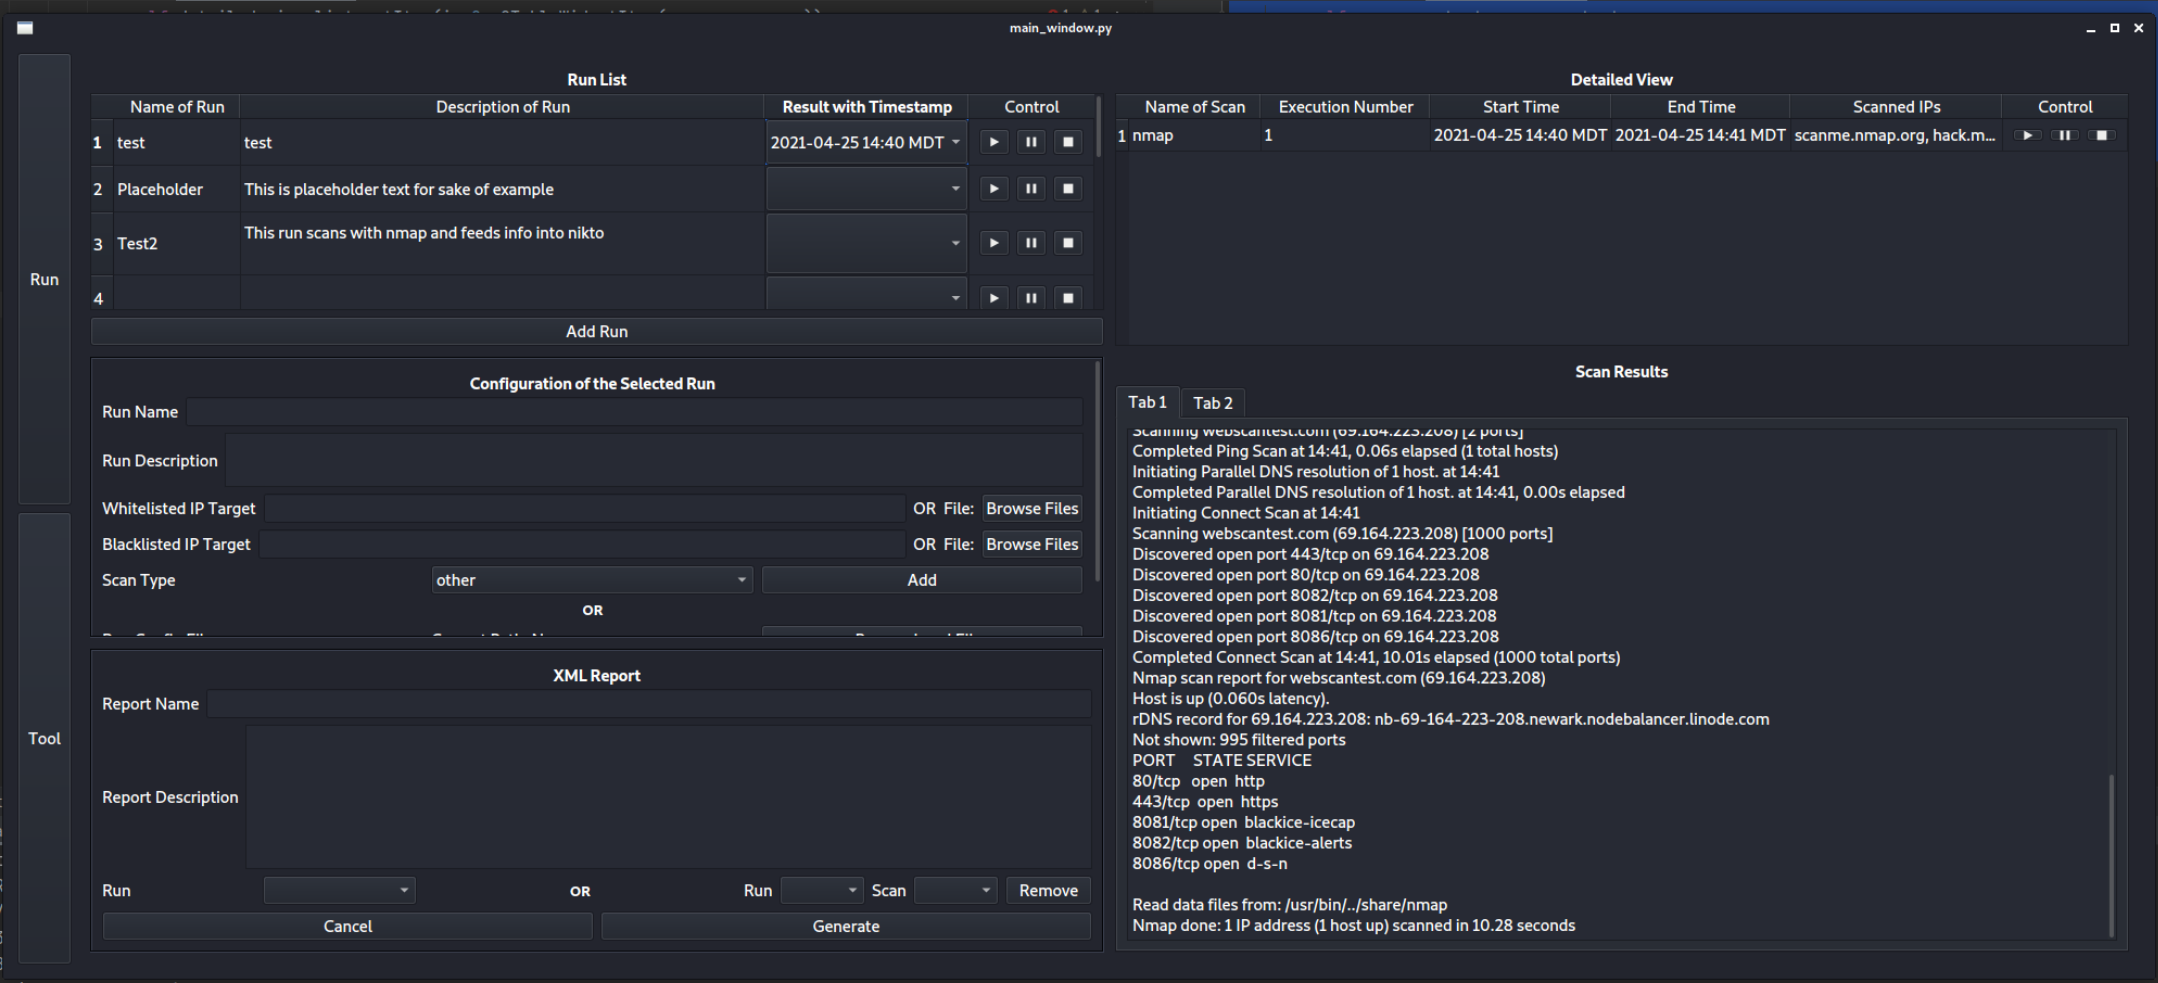 main_window.py
Run
Tool
Run List
Name of Run Description of Run Result with Timestamp Control
1 test test 2021-04-25 14:40 MDT
2 Placeholder This is placeholder text for sake of example
3 Test2 This run scans with nmap and feeds info into nikto
4
Add Run
Configuration of the Selected Run
Run Name
Run Description
Whitelisted IP Target OR File: Browse Files
Blacklisted IP Target OR File: Browse Files
Scan Type other Add
OR
XML Report
Report Name
Report Description
Run OR Run Scan Remove
Cancel Generate
Detailed View
Name of Scan Execution Number Start Time End Time Scanned IPs Control
1 nmap 1 2021-04-25 14:40 MDT 2021-04-25 14:41 MDT scanme.nmap.org, hack.m...
Scan Results
Tab 1 Tab 2
Scanning webscantest.com (69.164.223.208) [2 ports]
Completed Ping Scan at 14:41, 0.06s elapsed (1 total hosts)
Initiating Parallel DNS resolution of 1 host. at 14:41
Completed Parallel DNS resolution of 1 host. at 14:41, 0.00s elapsed
Initiating Connect Scan at 14:41
Scanning webscantest.com (69.164.223.208) [1000 ports]
Discovered open port 443/tcp on 69.164.223.208
Discovered open port 80/tcp on 69.164.223.208
Discovered open port 8082/tcp on 69.164.223.208
Discovered open port 8081/tcp on 69.164.223.208
Discovered open port 8086/tcp on 69.164.223.208
Completed Connect Scan at 14:41, 10.01s elapsed (1000 total ports)
Nmap scan report for webscantest.com (69.164.223.208)
Host is up (0.060s latency).
rDNS record for 69.164.223.208: nb-69-164-223-208.newark.nodebalancer.linode.com
Not shown: 995 filtered ports
PORT STATE SERVICE
80/tcp open http
443/tcp open https
8081/tcp open blackice-icecap
8082/tcp open blackice-alerts
8086/tcp open d-s-n
Read data files from: /usr/bin/../share/nmap
Nmap done: 1 IP address (1 host up) scanned in 10.28 seconds